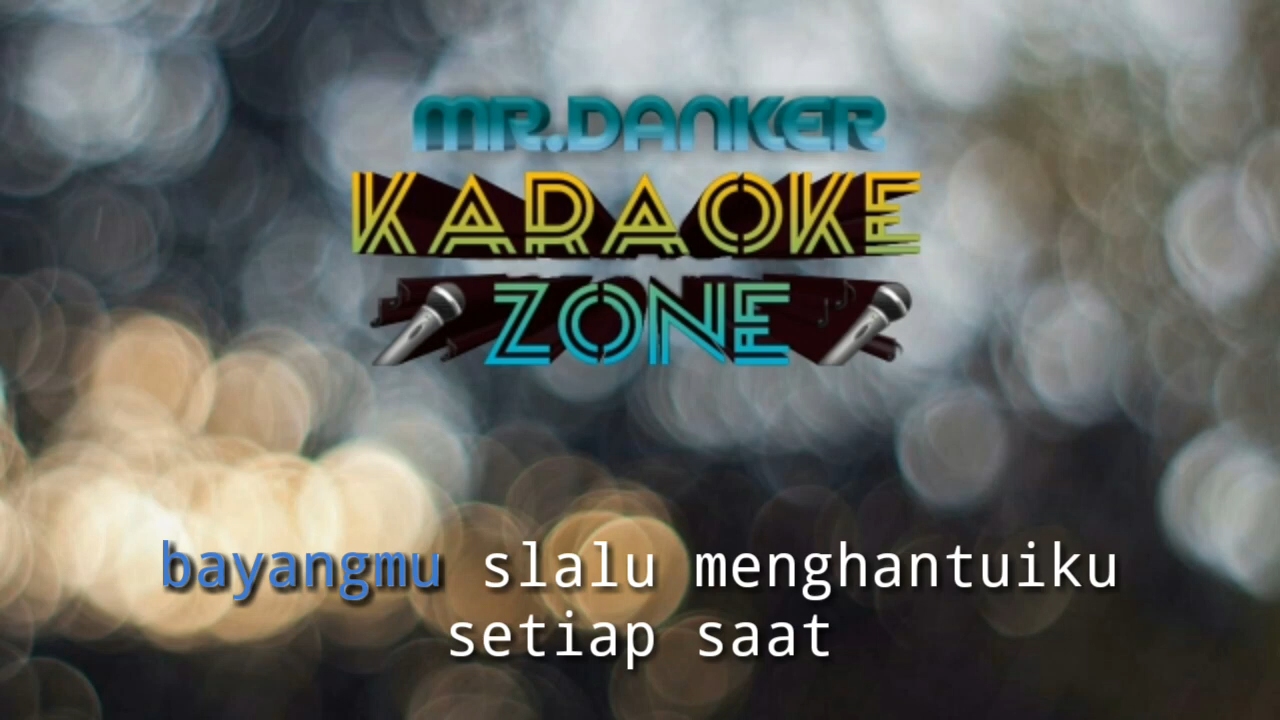 MR.DANKER
KARAOKE
ZONE
bayangmu slalu menghantuiku
setiap saat